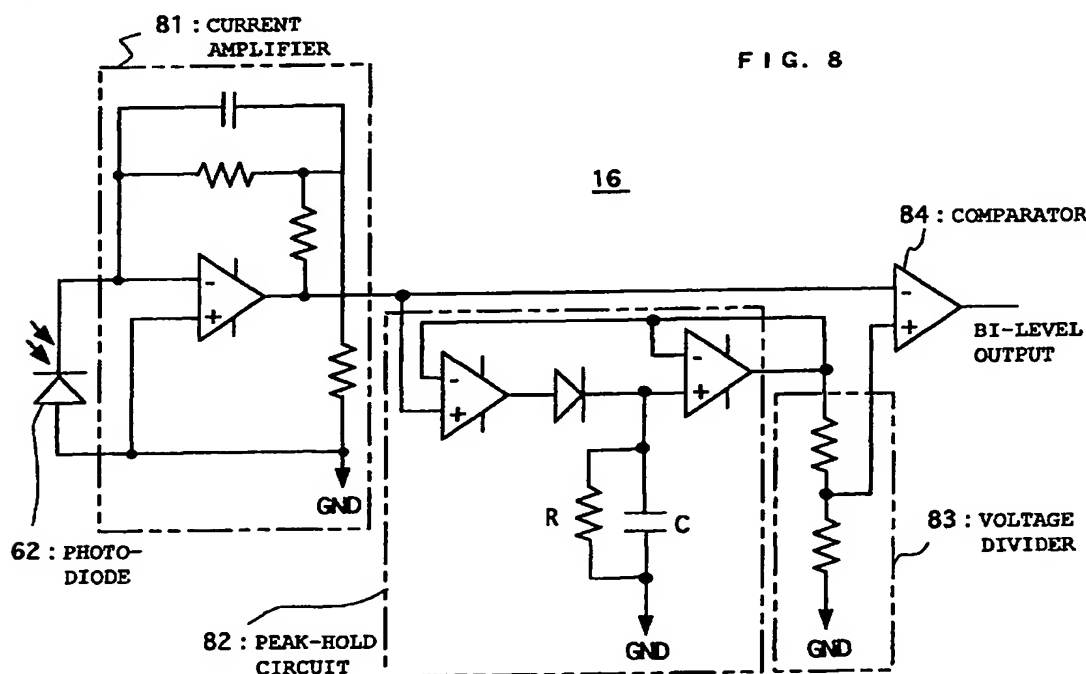 81 : CURRENT
AMPLIFIER
FIG. 8
16
84 : COMPARATOR
-
+
-
+
BI-LEVEL
OUTPUT
-
+
-
+
GND
R
C
62 : PHOTO-
DIODE
83 : VOLTAGE
DIVIDER
82 : PEAK-HOLD
CIRCUIT
GND
GND